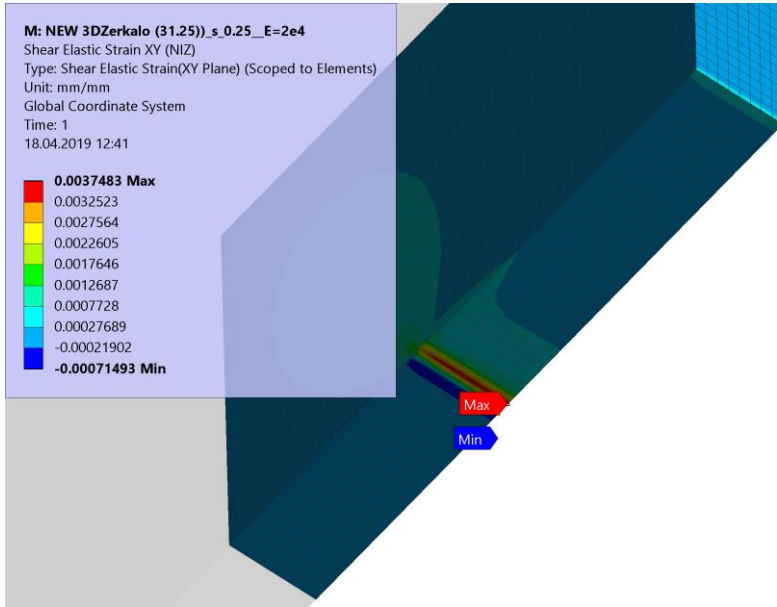 M: NEW 3DZerkalo (31.25))_s_0.25__E=2e4
Shear Elastic Strain XY (NIZ)
Type: Shear Elastic Strain(XY Plane) (Scoped to Elements)
Unit: mm/mm
Global Coordinate System
Time: 1
18.04.2019 12:41
0.0037483 Max
0.0032523
0.0027564
0.0022605
0.0017646
0.0012687
0.0007728
0.00027689
-0.00021902
-0.00071493 Min
Max
Min